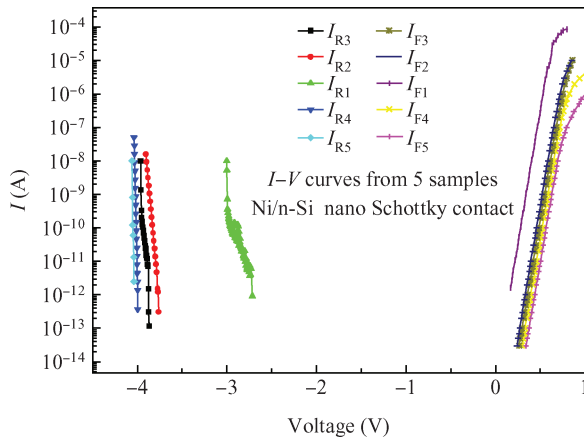 10⁻⁴
10⁻⁵
10⁻⁶
10⁻⁷
10⁻⁸
10⁻⁹
10⁻¹⁰
10⁻¹¹
10⁻¹²
10⁻¹³
10⁻¹⁴
I (A)
I_R3 I_F3
I_R2 I_F2
I_R1 I_F1
I_R4 I_F4
I_R5 I_F5
I–V curves from 5 samples
Ni/n-Si nano Schottky contact
−4 −3 −2 −1 0 1
Voltage (V)